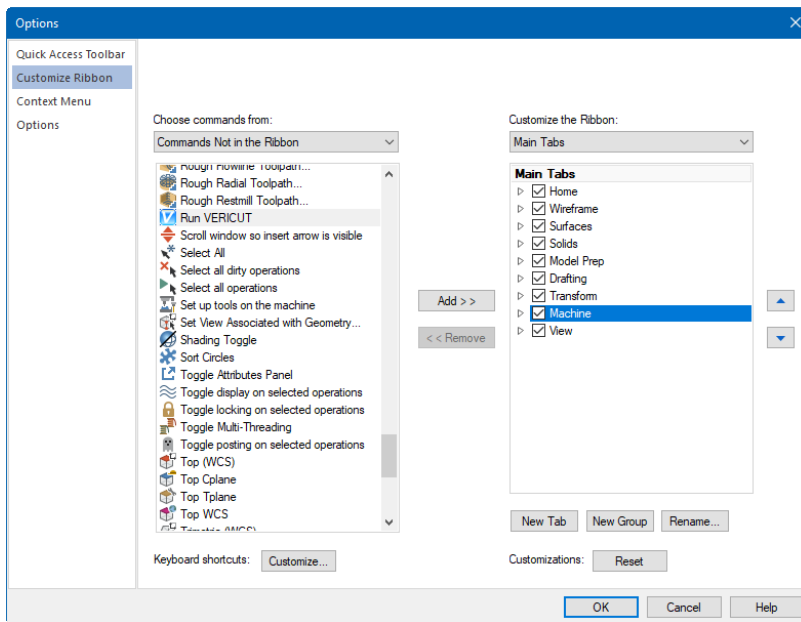 Options
Quick Access Toolbar
Customize Ribbon
Context Menu
Options
Choose commands from:
Commands Not in the Ribbon
Rough Flowline Toolpath...
Rough Radial Toolpath...
Rough Restmill Toolpath...
Run VERICUT
Scroll window so insert arrow is visible
Select All
Select all dirty operations
Select all operations
Set up tools on the machine
Set View Associated with Geometry...
Shading Toggle
Sort Circles
Toggle Attributes Panel
Toggle display on selected operations
Toggle locking on selected operations
Toggle Multi-Threading
Toggle posting on selected operations
Top (WCS)
Top Cplane
Top Tplane
Top WCS
Trimetric (WCS)
Keyboard shortcuts:
Customize...
Add > >
< < Remove
Customize the Ribbon:
Main Tabs
Main Tabs
Home
Wireframe
Surfaces
Solids
Model Prep
Drafting
Transform
Machine
View
New Tab
New Group
Rename...
Customizations:
Reset
OK
Cancel
Help